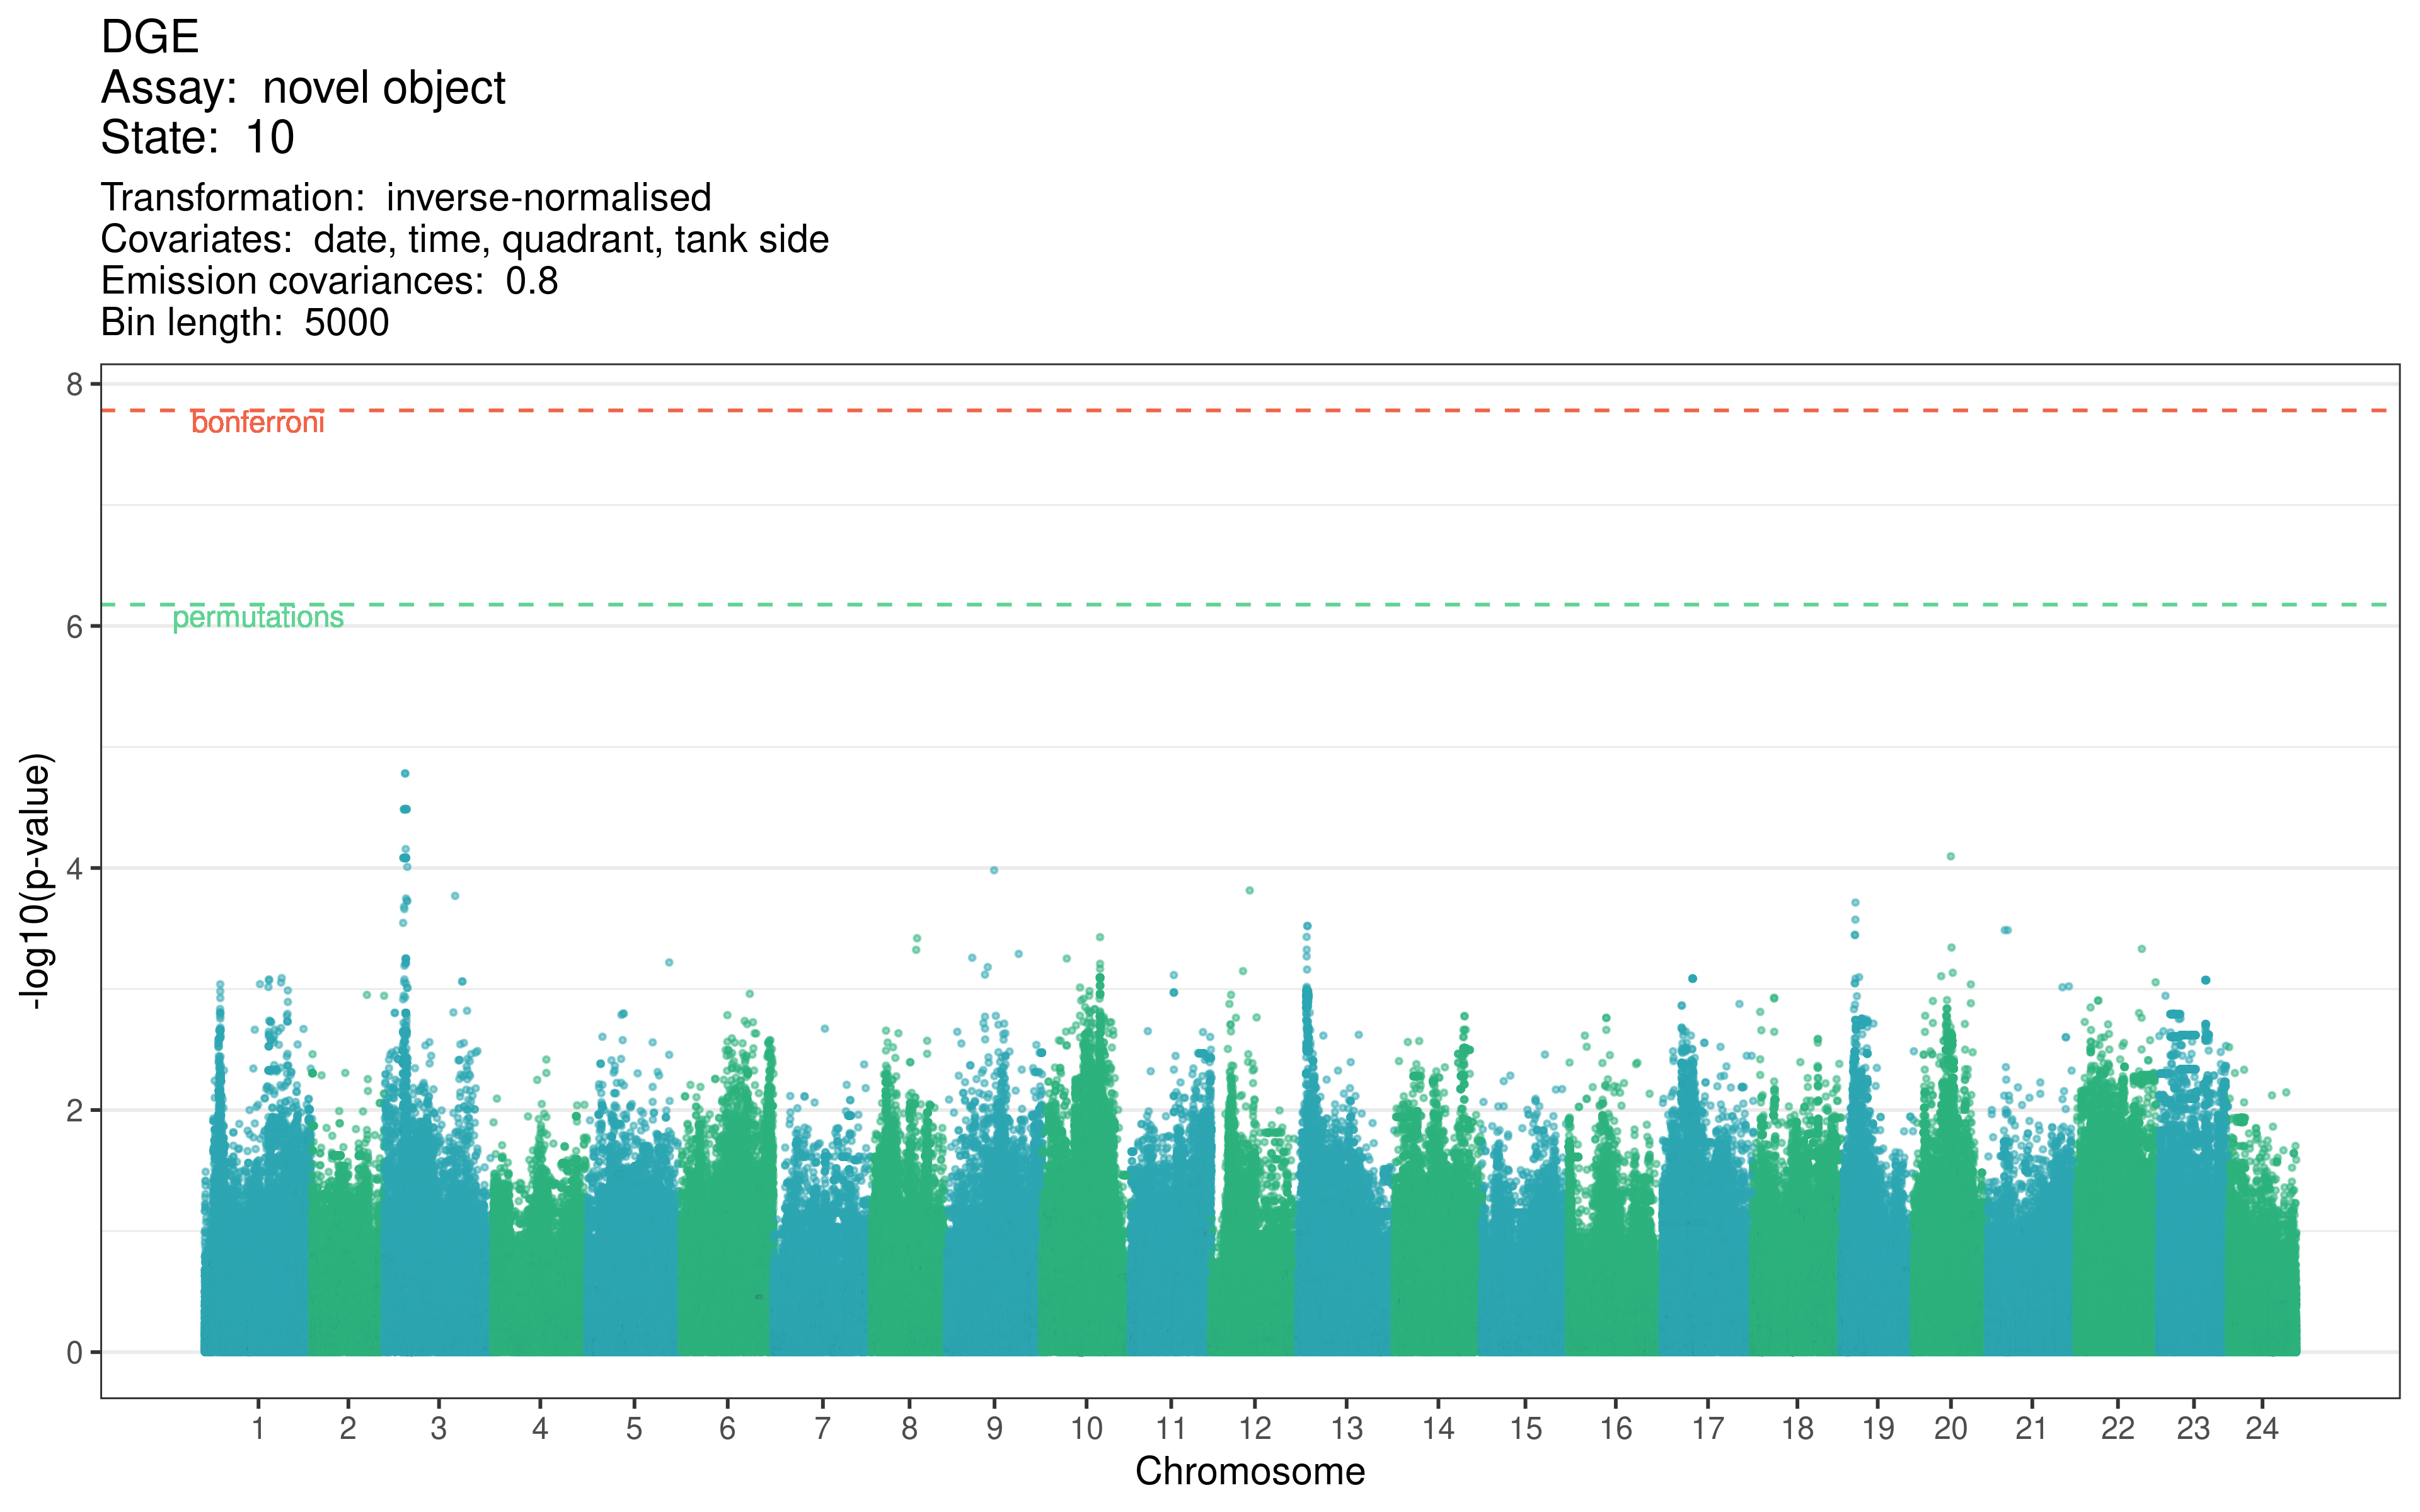 DGE
Assay:  novel object
State:  10
Transformation:  inverse-normalised
Covariates:  date, time, quadrant, tank side
Emission covariances:  0.8
Bin length:  5000
8
bonferroni
permutations
6
-log10(p-value)
4
2
0
1 2 3 4 5 6 7 8 9 10 11 12 13 14 15 16 17 18 19 20 21 22 23 24
Chromosome